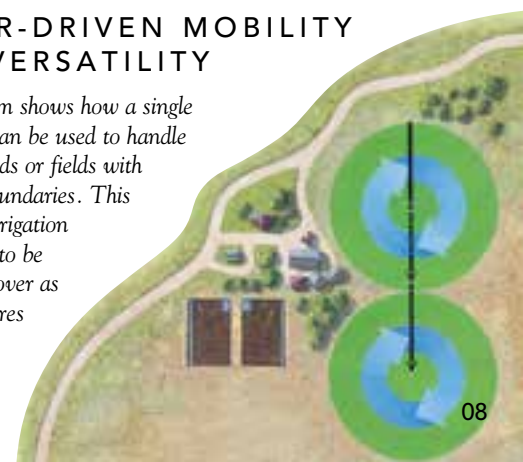 R-DRIVEN MOBILITY
VERSATILITY
m shows how a single
can be used to handle
ds or fields with
undaries. This
rigation
to be
over as
res
08